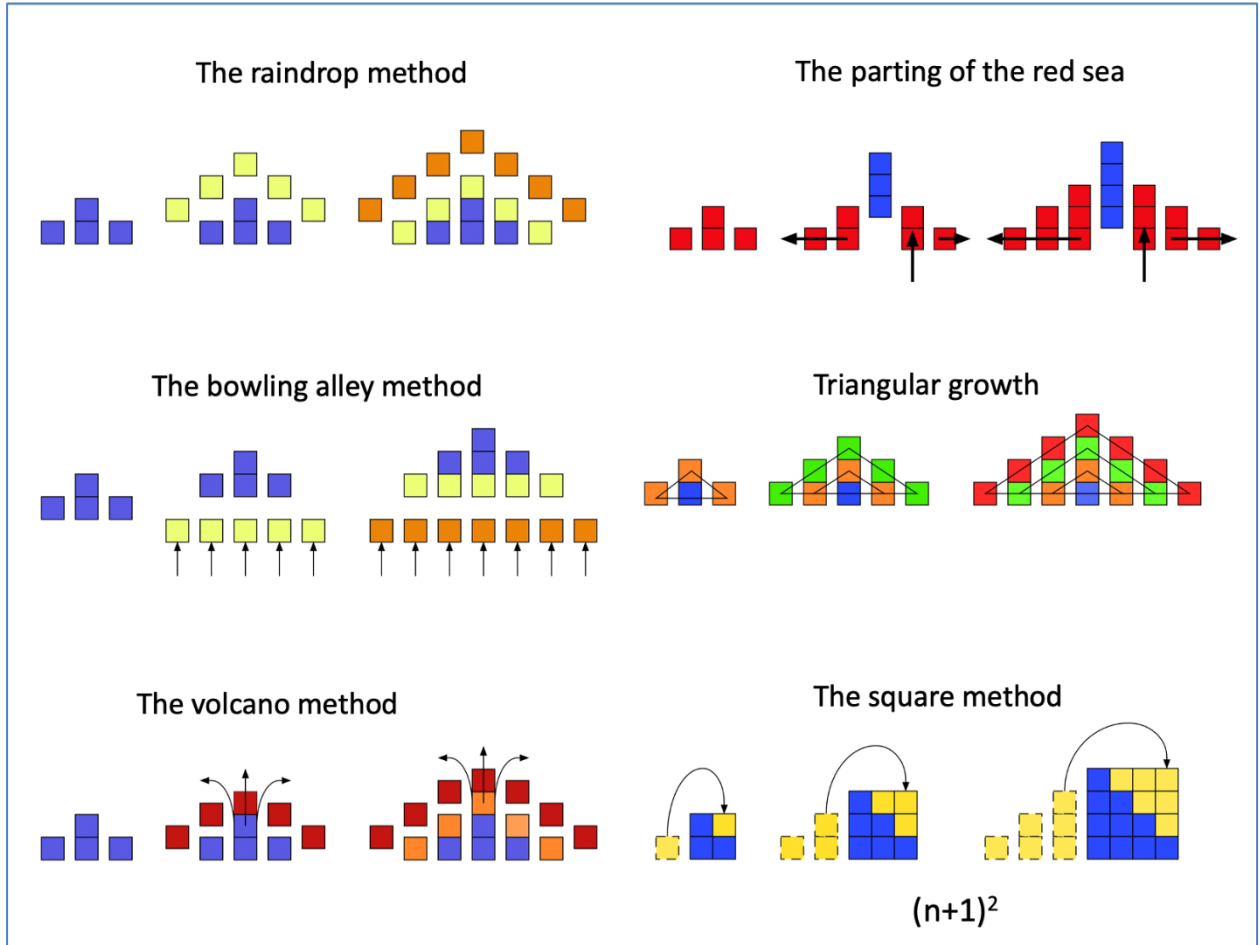 The raindrop method
The parting of the red sea
The bowling alley method
Triangular growth
The volcano method
The square method
(n+1)²